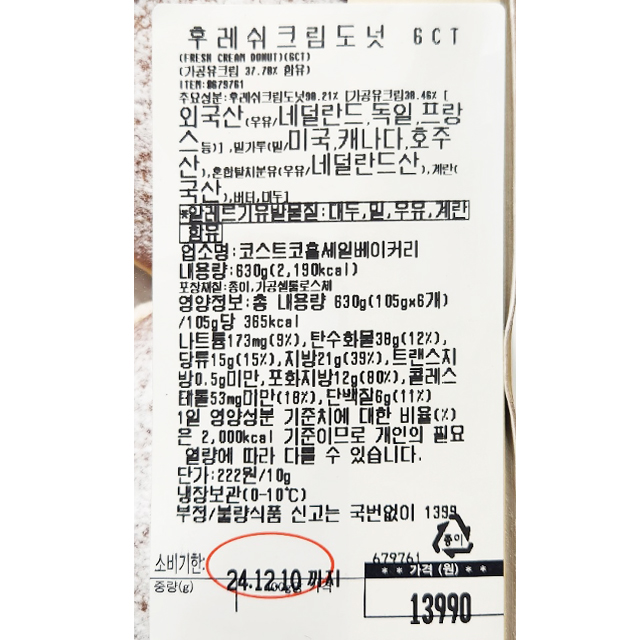 후레쉬크림도넛 6CT
(FRESH CREAM DONUT)(6CT)
(가공유크림 37.78% 함유)
ITEM:8679761
주요성분:후레쉬크림도넛90.21% [가공유크림38.46% [
외국산(우유/네덜란드,독일,프랑
스등)],밀가루(밀/미국,캐나다,호주
산),혼합탈지분유(우유/네덜란드산),계란(
국산),버터,대두]
*알레르기유발물질:대두,밀,우유,계란
함유
업소명:코스트코홀세일베이커리
내용량:630g(2,190kcal)
포장재질:종이,가공셀룰로스제
영양정보:총 내용량 630g(105gx6개)
/105g당 365kcal
나트륨173mg(9%),탄수화물38g(12%),
당류15g(15%),지방21g(39%),트랜스지
방0.5g미만,포화지방12g(80%),콜레스
테롤53mg미만(18%),단백질6g(11%)
1일 영양성분 기준치에 대한 비율(%)
은 2,000kcal 기준이므로 개인의 필요
열량에 따라 다를 수 있습니다.
단가:222원/10g
냉장보관(0-10℃)
부정/불량식품 신고는 국번없이 1399
종이
소비기한: 679761
24.12.10 까지
중량(g) 가격
** 가격 (원) **
13990